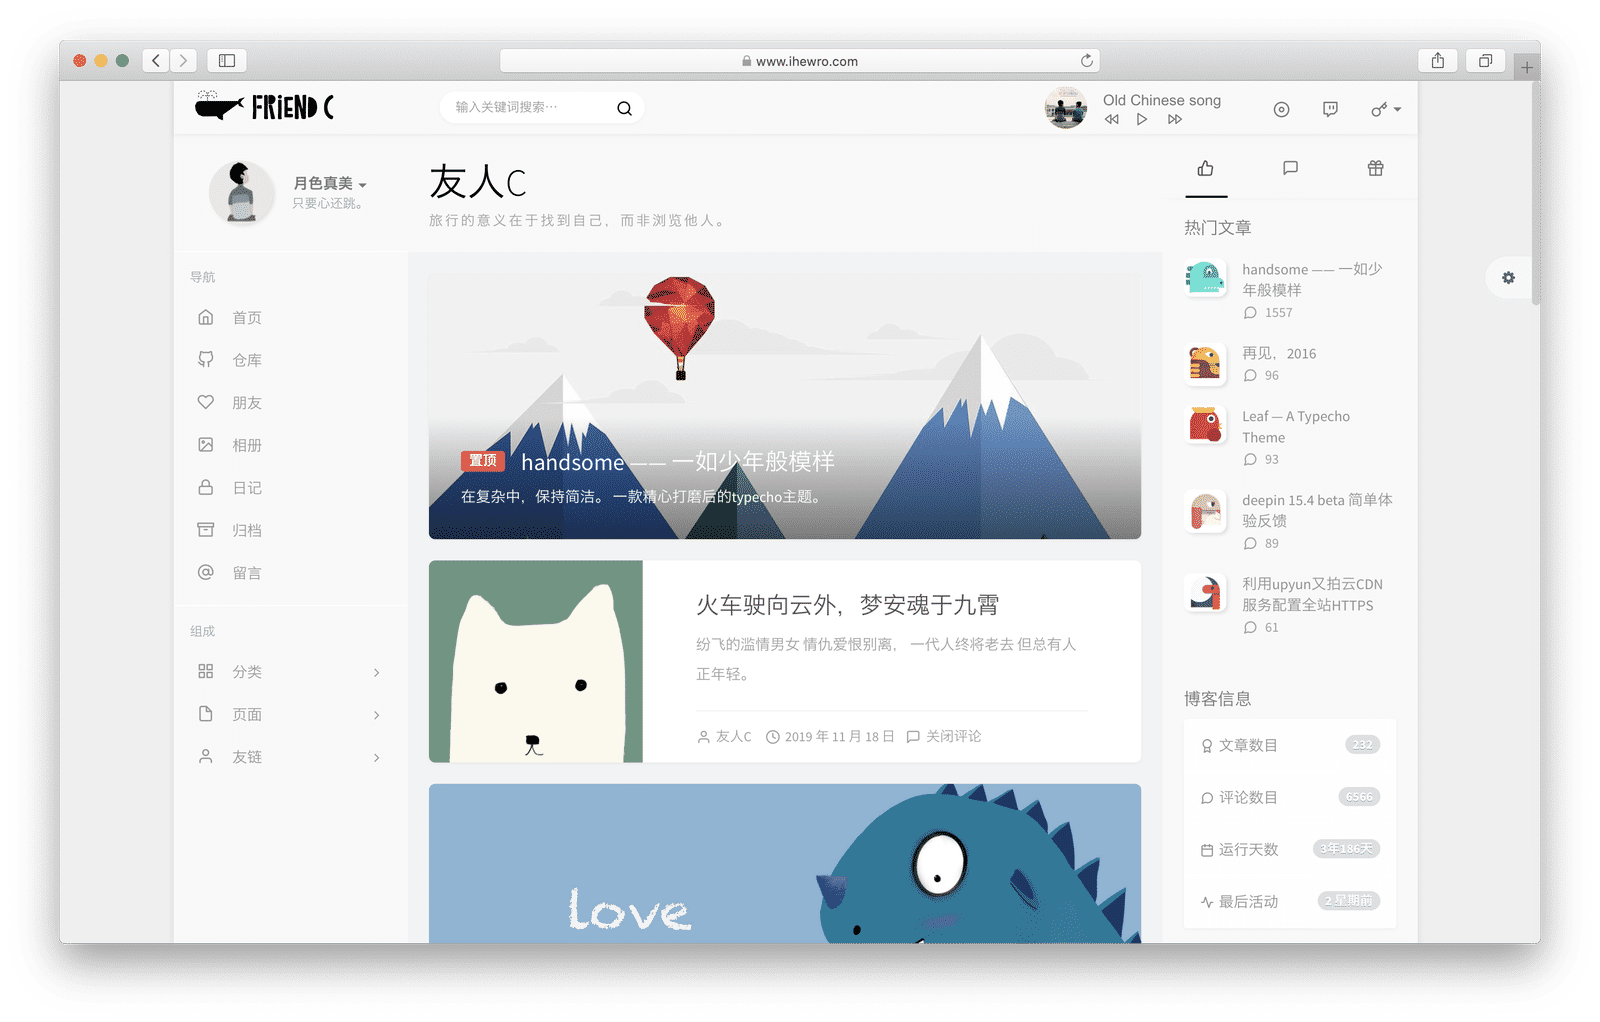 www.ihewro.com
FRiEND C
输入关键词搜索···
Old Chinese song
月色真美
只要心还跳。
友人C
旅行的意义在于找到自己，而非浏览他人。
导航
首页
仓库
朋友
相册
日记
归档
留言
组成
分类
页面
友链
置顶 handsome —— 一如少年般模样
在复杂中，保持简洁。 一款精心打磨后的typecho主题。
火车驶向云外，梦安魂于九霄
纷飞的滥情男女 情仇爱恨别离， 一代人终将老去 但总有人
正年轻。
友人C 2019 年 11 月 18 日 关闭评论
love
热门文章
handsome —— 一如少
年般模样
1557
再见，2016
96
Leaf — A Typecho
Theme
93
deepin 15.4 beta 简单体
验反馈
89
利用upyun又拍云CDN
服务配置全站HTTPS
61
博客信息
文章数目 232
评论数目 6566
运行天数 3年186天
最后活动 2 星期前